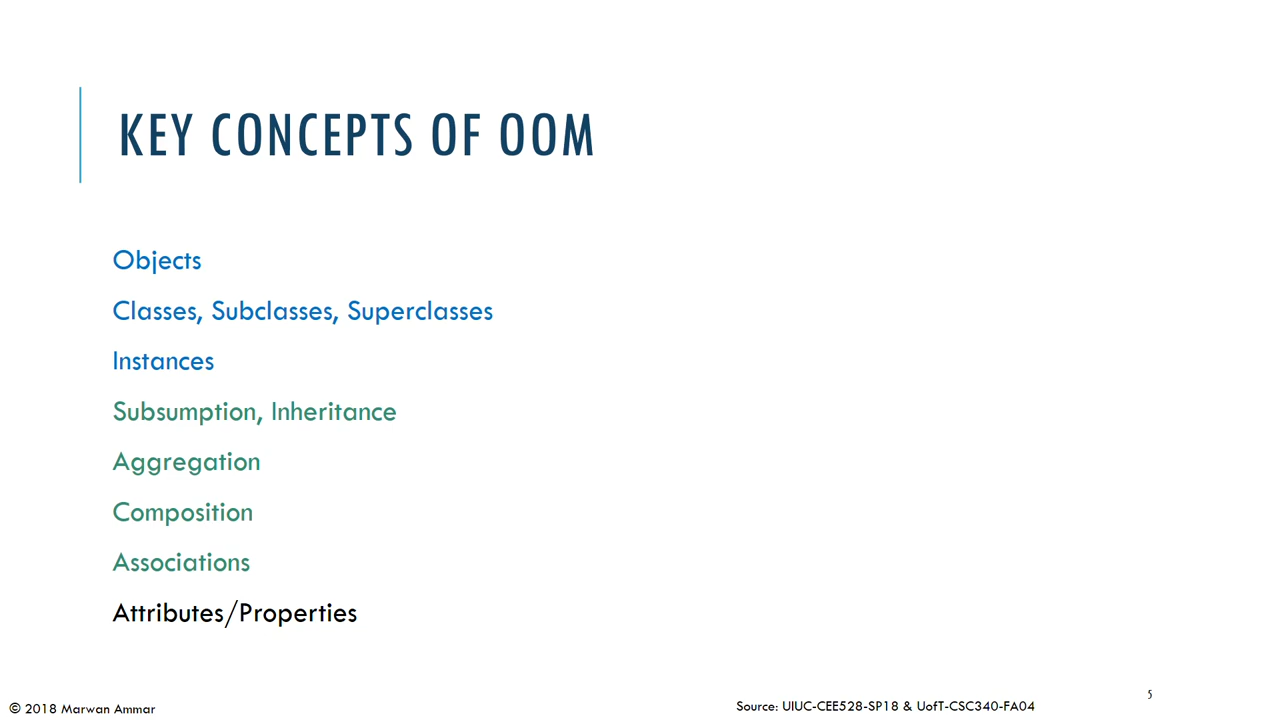 KEY CONCEPTS OF OOM
Objects
Classes, Subclasses, Superclasses
Instances
Subsumption, Inheritance
Aggregation
Composition
Associations
Attributes/Properties
© 2018 Marwan Ammar
Source: UIUC-CEE528-SP18 & UofT-CSC340-FA04
5